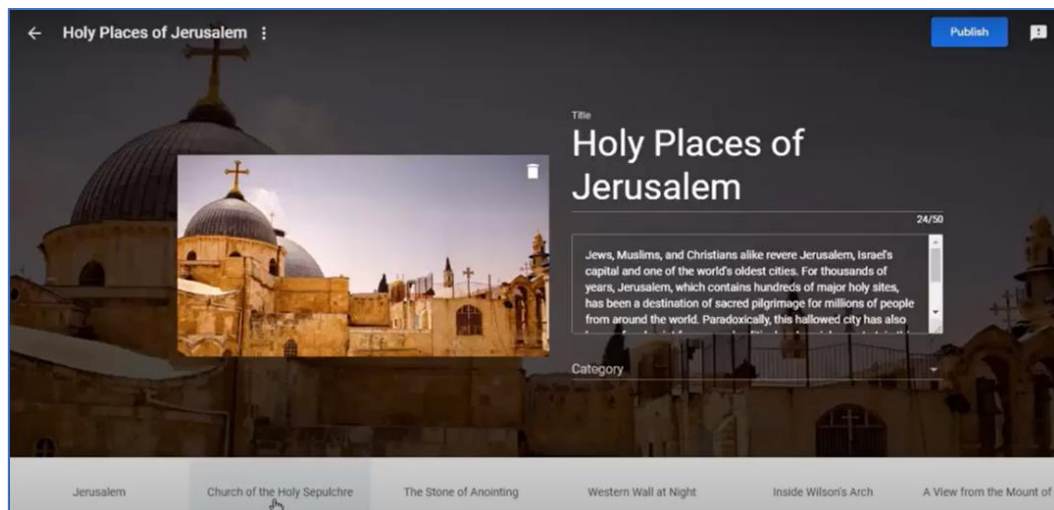 Holy Places of Jerusalem
Publish
Title
Holy Places of
Jerusalem
24/50
Jews, Muslims, and Christians alike revere Jerusalem, Israel's
capital and one of the world's oldest cities. For thousands of
years, Jerusalem, which contains hundreds of major holy sites,
has been a destination of sacred pilgrimage for millions of people
from around the world. Paradoxically, this hallowed city has also
Category
Jerusalem
Church of the Holy Sepulchre
The Stone of Anointing
Western Wall at Night
Inside Wilson's Arch
A View from the Mount of